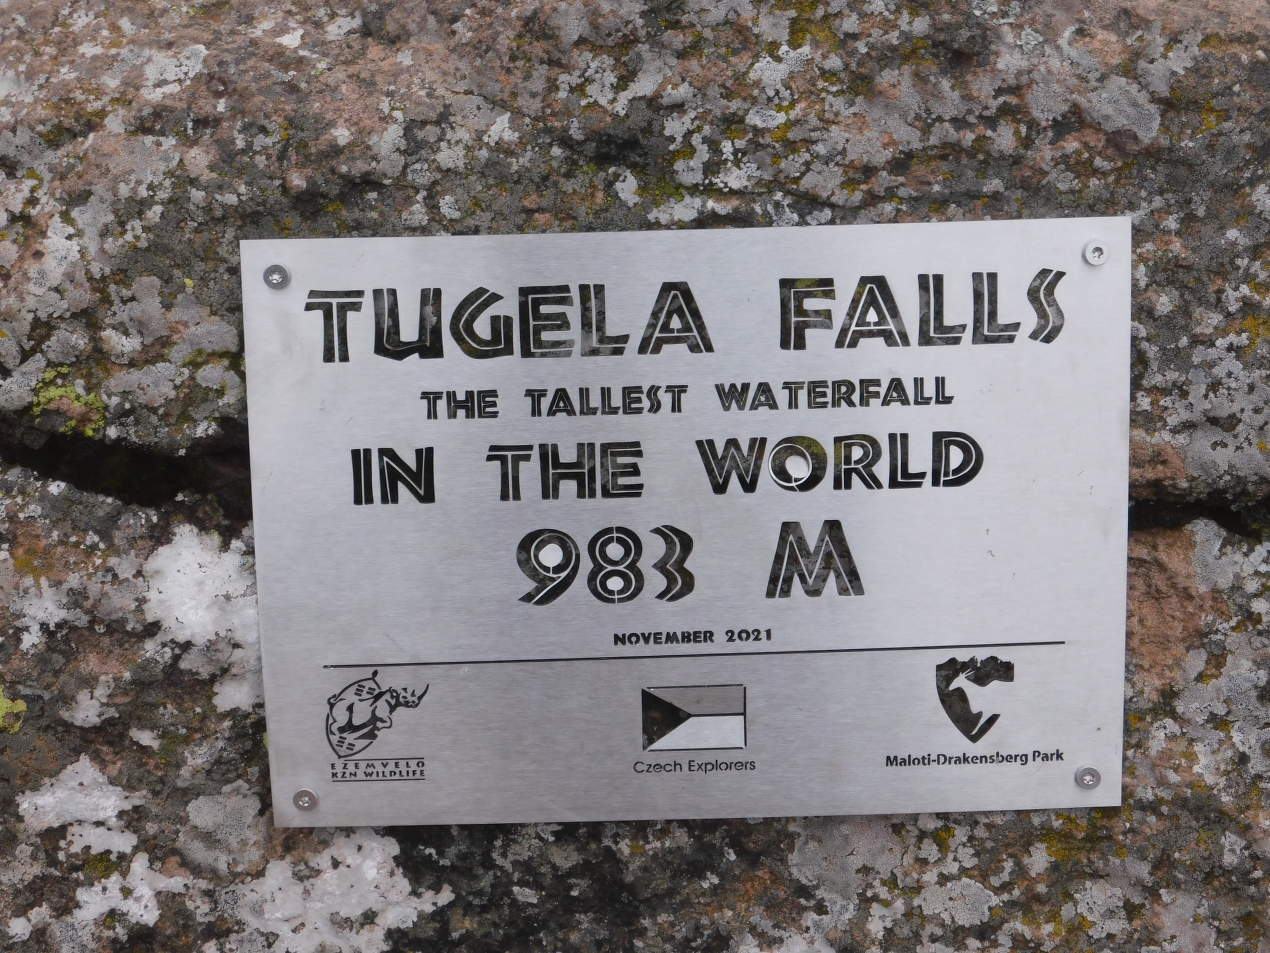 TUGELA FALLS
THE TALLEST WATERFALL
IN THE WORLD
983 M
NOVEMBER 2021
EZEMVELO
KZN WILDLIFE
Czech Explorers
Maloti-Drakensberg Park